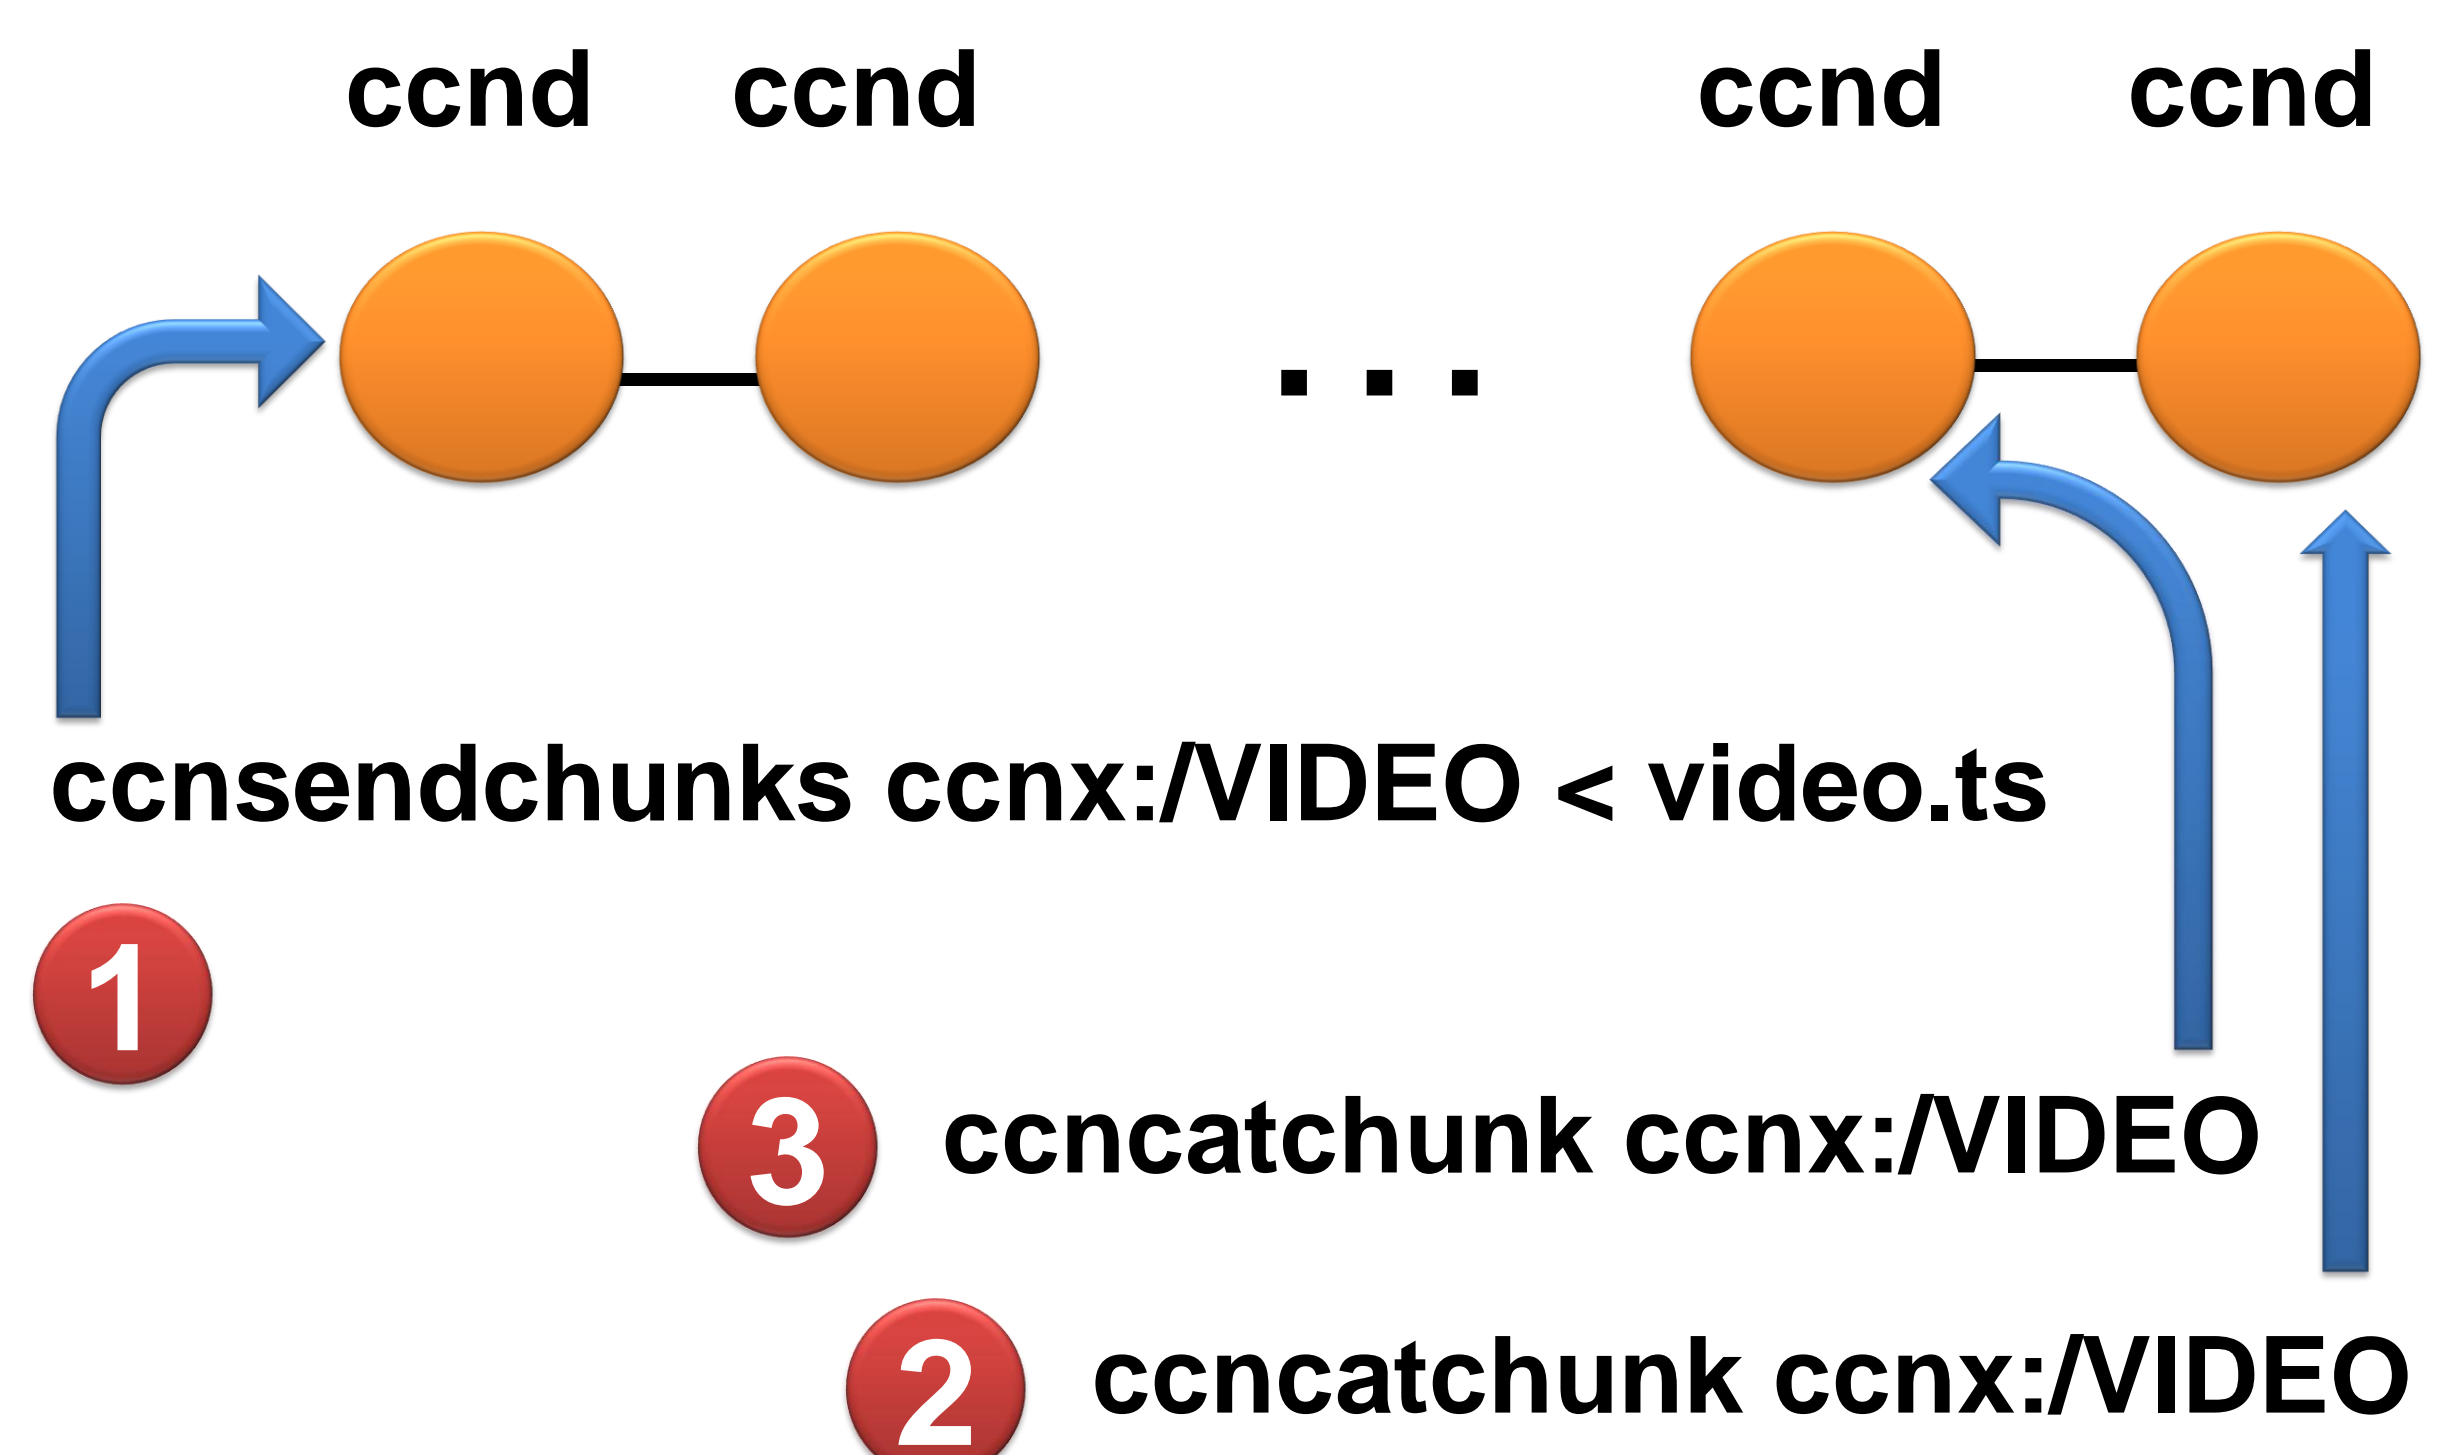 ccnd ccnd ccnd ccnd
. . .
ccnsendchunks ccnx:/VIDEO < video.ts
1
3 ccncatchunk ccnx:/VIDEO
2 ccncatchunk ccnx:/VIDEO